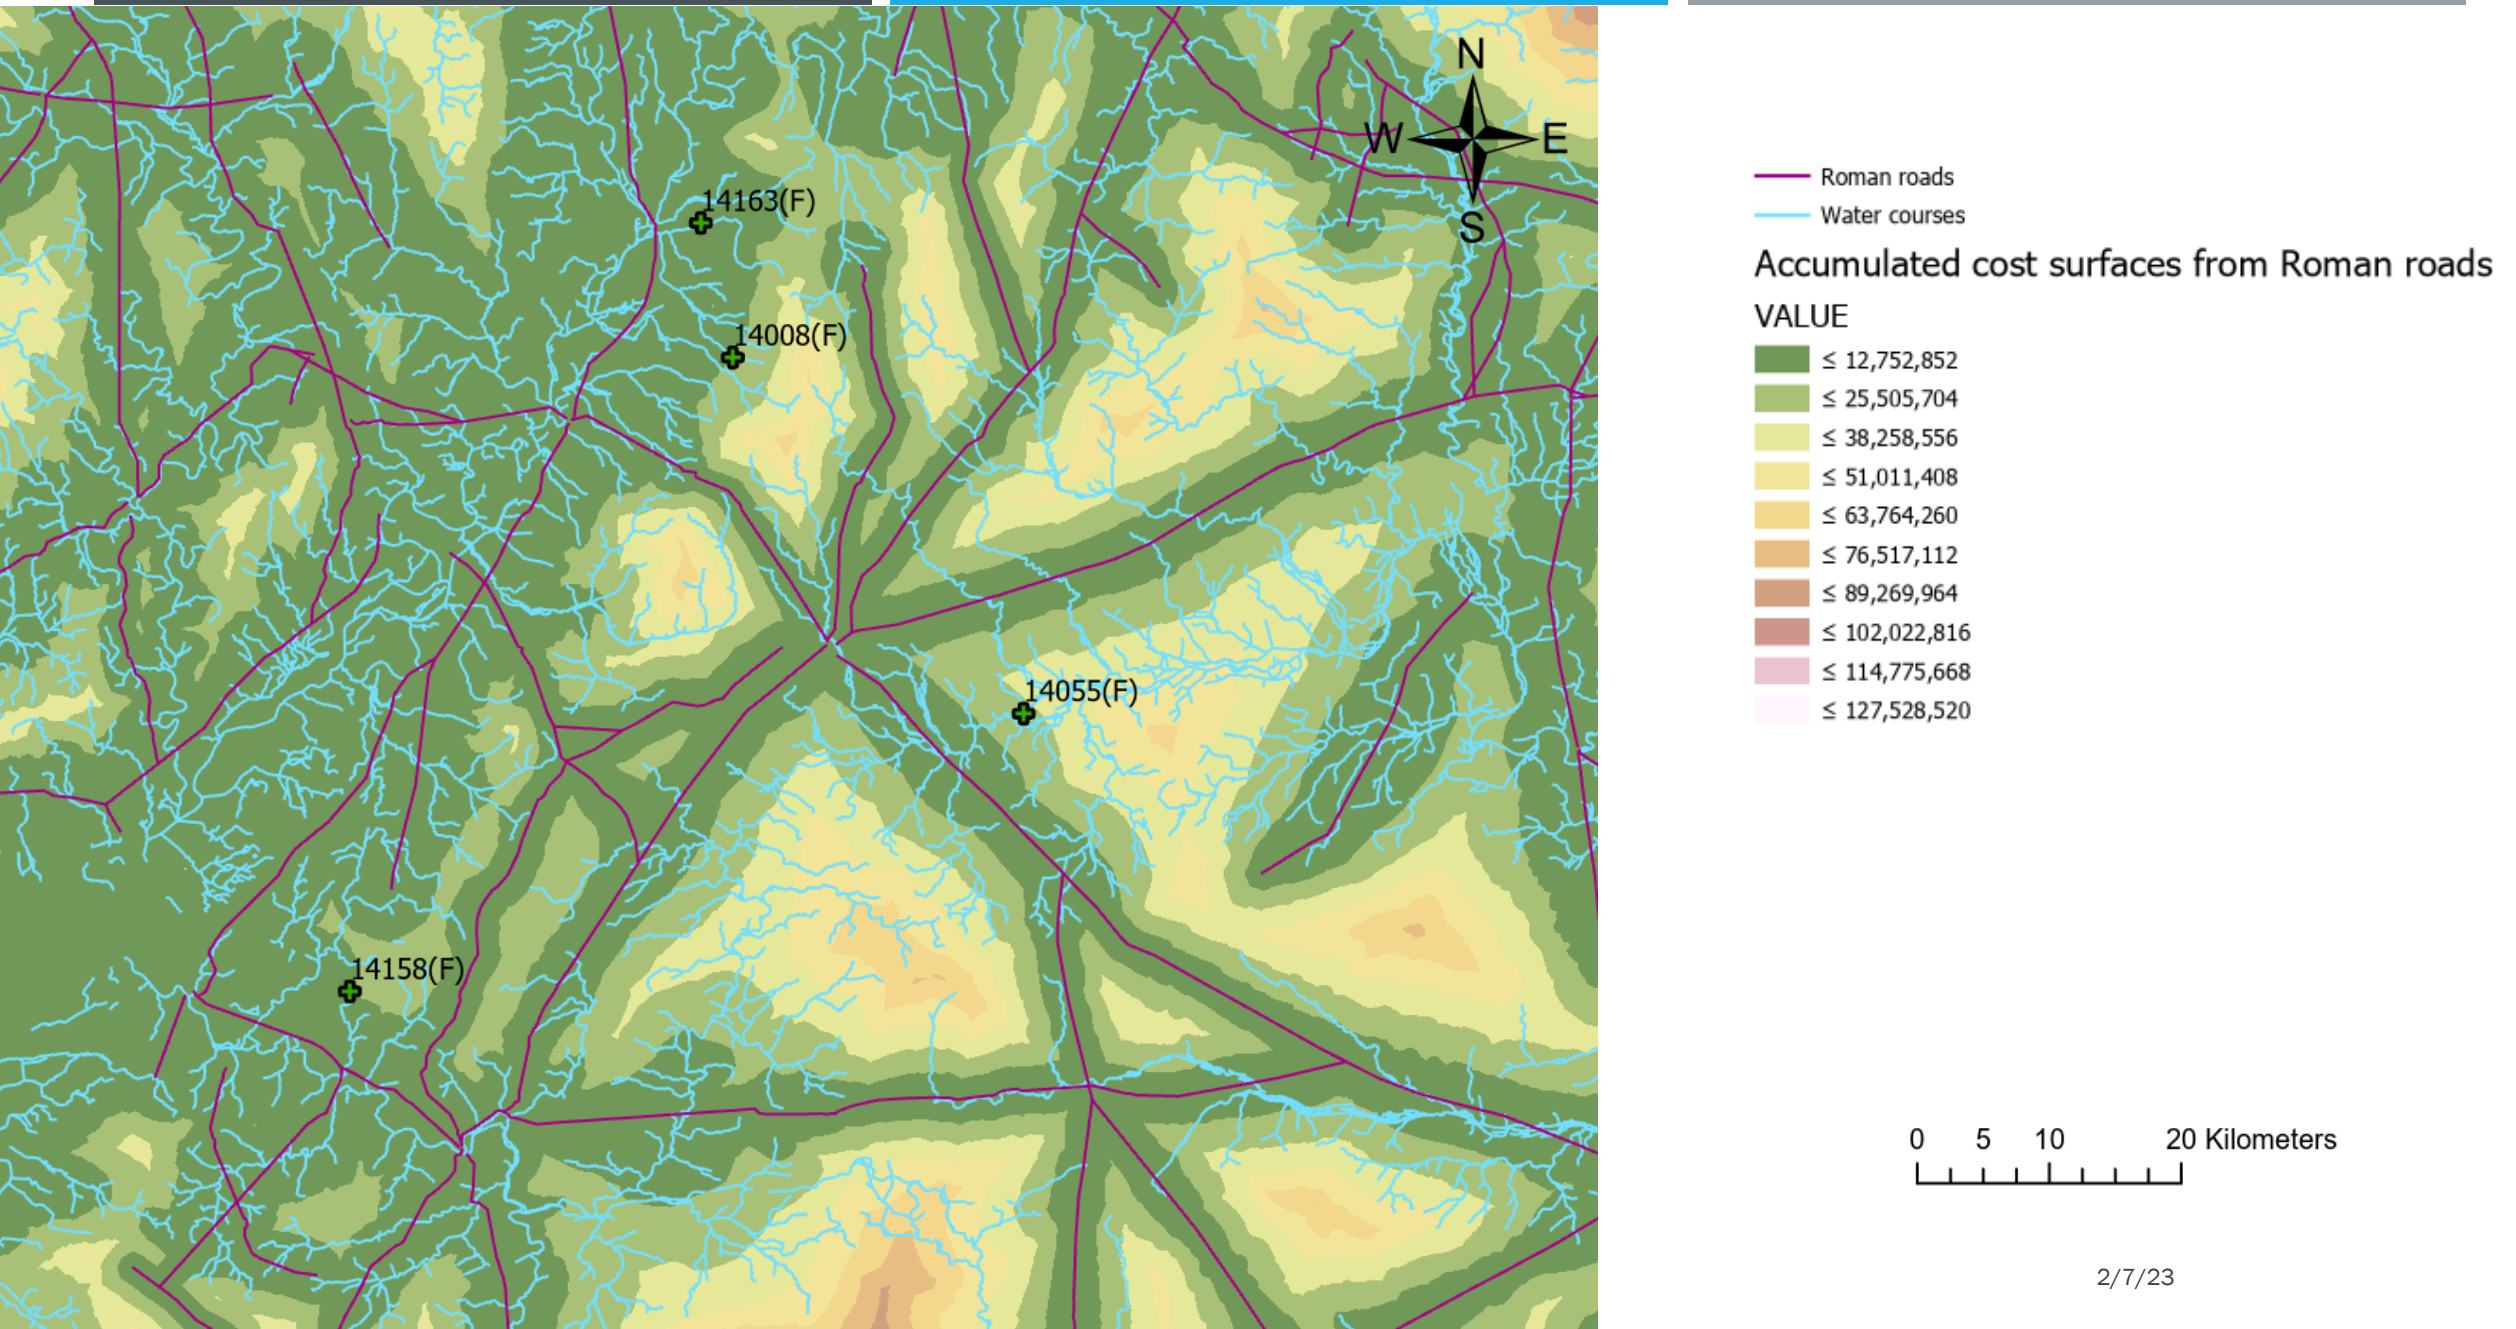 N
W E
S
14163(F)
14008(F)
14055(F)
14158(F)
Roman roads
Water courses
Accumulated cost surfaces from Roman roads
VALUE
≤ 12,752,852
≤ 25,505,704
≤ 38,258,556
≤ 51,011,408
≤ 63,764,260
≤ 76,517,112
≤ 89,269,964
≤ 102,022,816
≤ 114,775,668
≤ 127,528,520
0 5 10 20 Kilometers
2/7/23